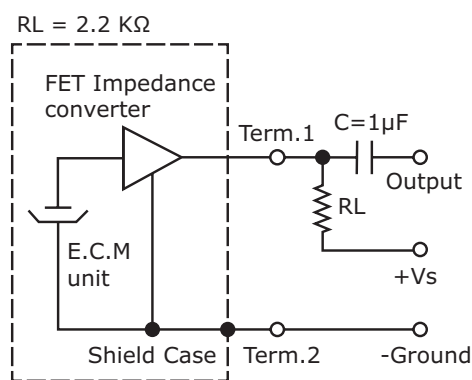 RL = 2.2 KΩ
FET Impedance
converter
Term.1
C=1µF
Output
RL
E.C.M
unit
+Vs
Shield Case
Term.2
-Ground